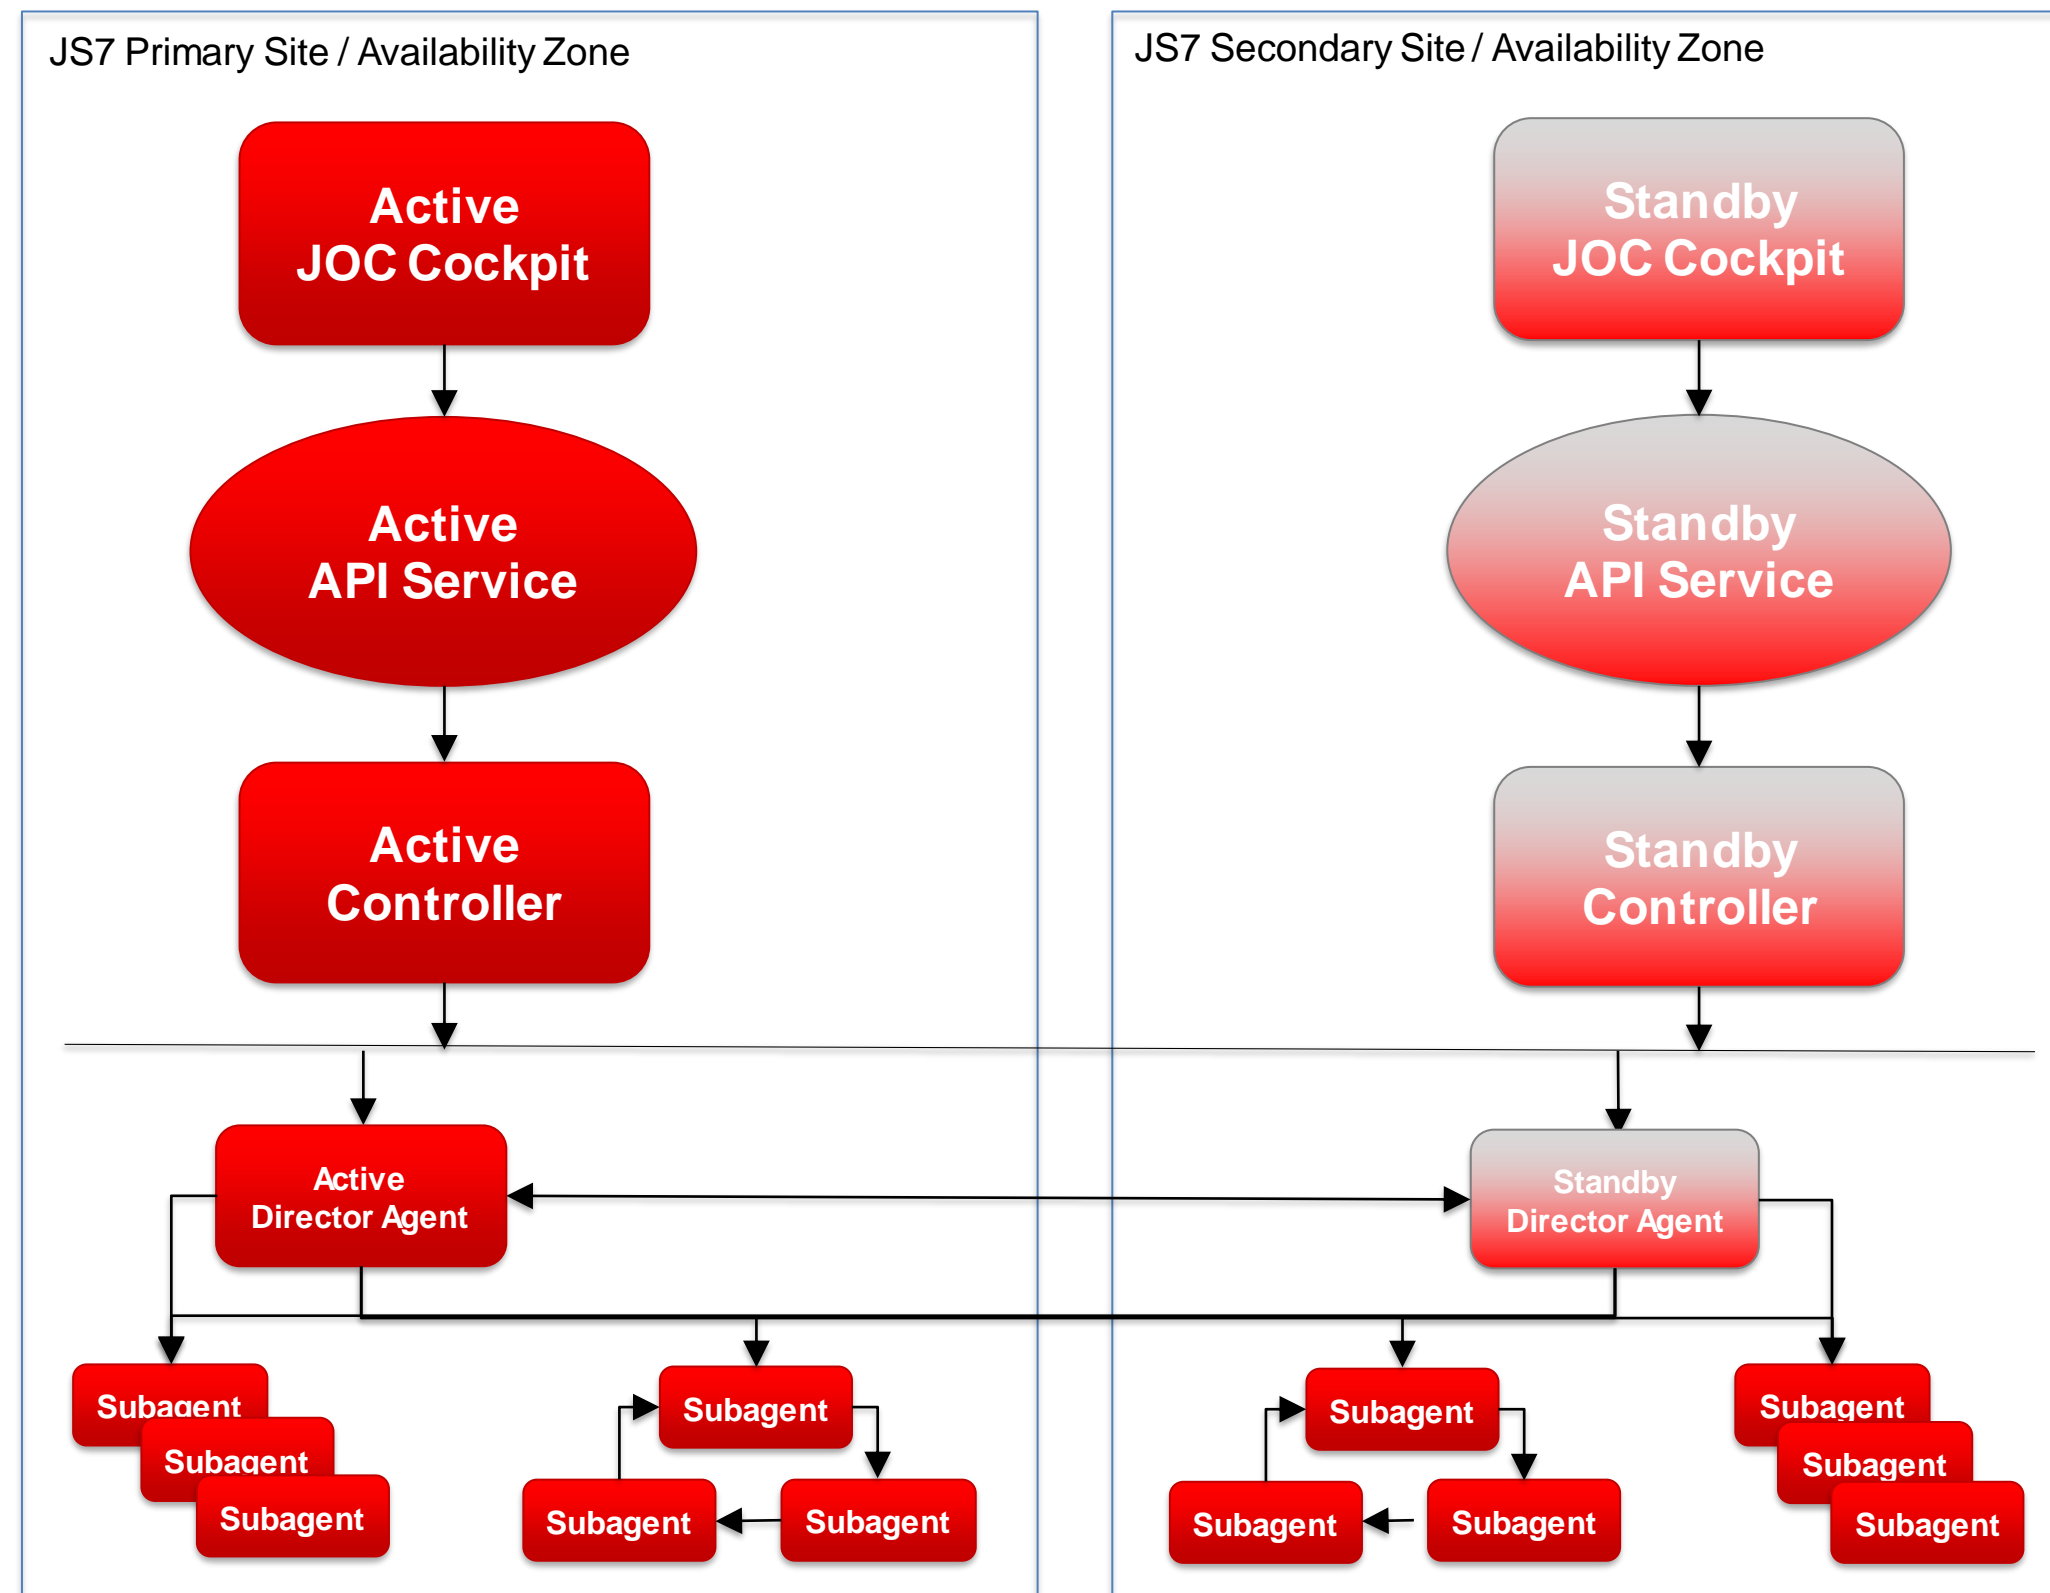 JS7 Primary Site / Availability Zone
JS7 Secondary Site / Availability Zone
Active
JOC Cockpit
Standby
JOC Cockpit
Active
API Service
Standby
API Service
Active
Controller
Standby
Controller
Active
Director Agent
Standby
Director Agent
Subagent
Subagent
Subagent
Subagent
Subagent
Subagent
Subagent
Subagent
Subagent
Subagent
Subagent
Subagent